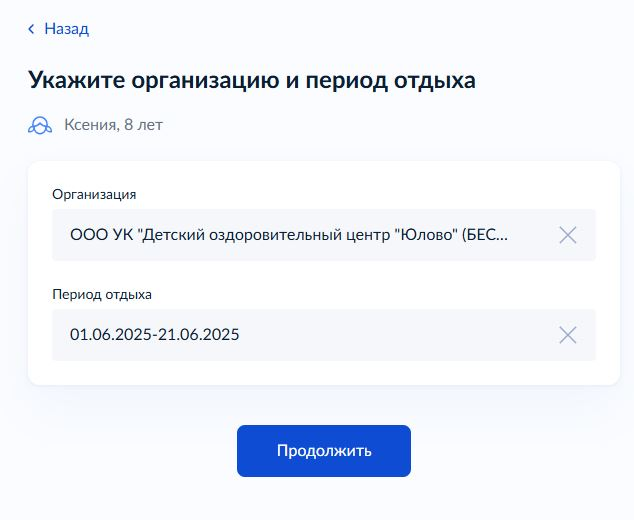 Назад
Укажите организацию и период отдыха
Ксения, 8 лет
Организация
ООО УК "Детский оздоровительный центр "Юлово" (БЕС...
Период отдыха
01.06.2025-21.06.2025
Продолжить